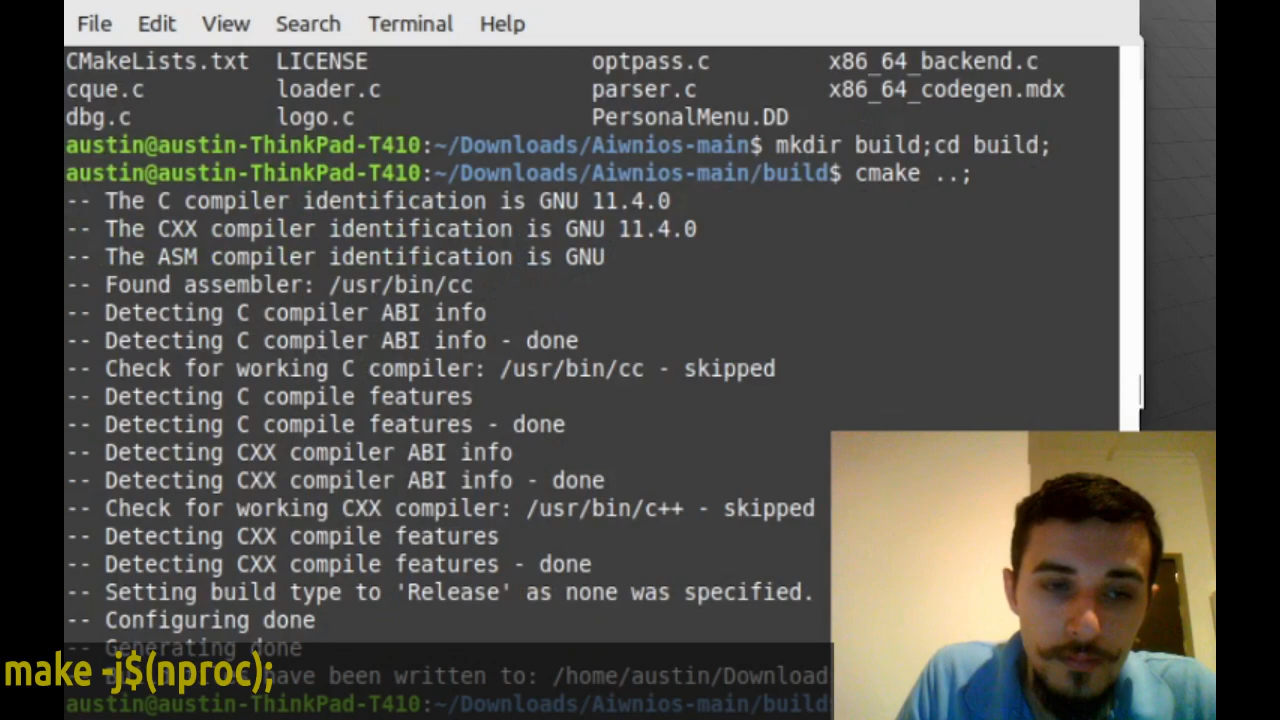 File Edit View Search Terminal Help
CMakeLists.txt LICENSE optpass.c x86_64_backend.c
cque.c loader.c parser.c x86_64_codegen.mdx
dbg.c logo.c PersonalMenu.DD
austin@austin-ThinkPad-T410:~/Downloads/Aiwnios-main$ mkdir build;cd build;
austin@austin-ThinkPad-T410:~/Downloads/Aiwnios-main/build$ cmake ..;
-- The C compiler identification is GNU 11.4.0
-- The CXX compiler identification is GNU 11.4.0
-- The ASM compiler identification is GNU
-- Found assembler: /usr/bin/cc
-- Detecting C compiler ABI info
-- Detecting C compiler ABI info - done
-- Check for working C compiler: /usr/bin/cc - skipped
-- Detecting C compile features
-- Detecting C compile features - done
-- Detecting CXX compiler ABI info
-- Detecting CXX compiler ABI info - done
-- Check for working CXX compiler: /usr/bin/c++ - skipped
-- Detecting CXX compile features
-- Detecting CXX compile features - done
-- Setting build type to 'Release' as none was specified.
-- Configuring done
-- Generating done
make -j$(nproc);
have been written to: /home/austin/Download
austin@austin-ThinkPad-T410:~/Downloads/Aiwnios-main/build